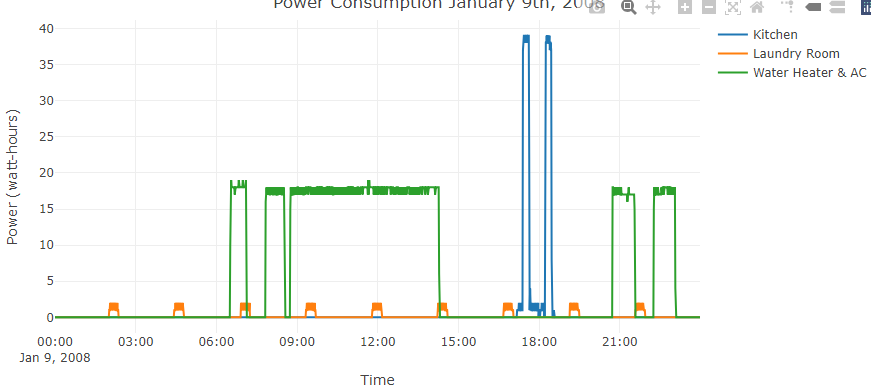 Power Consumption January 9th, 2008
40
35
30
25
20
15
10
5
0
Power (watt-hours)
00:00 03:00 06:00 09:00 12:00 15:00 18:00 21:00
Jan 9, 2008
Time
Kitchen
Laundry Room
Water Heater & AC